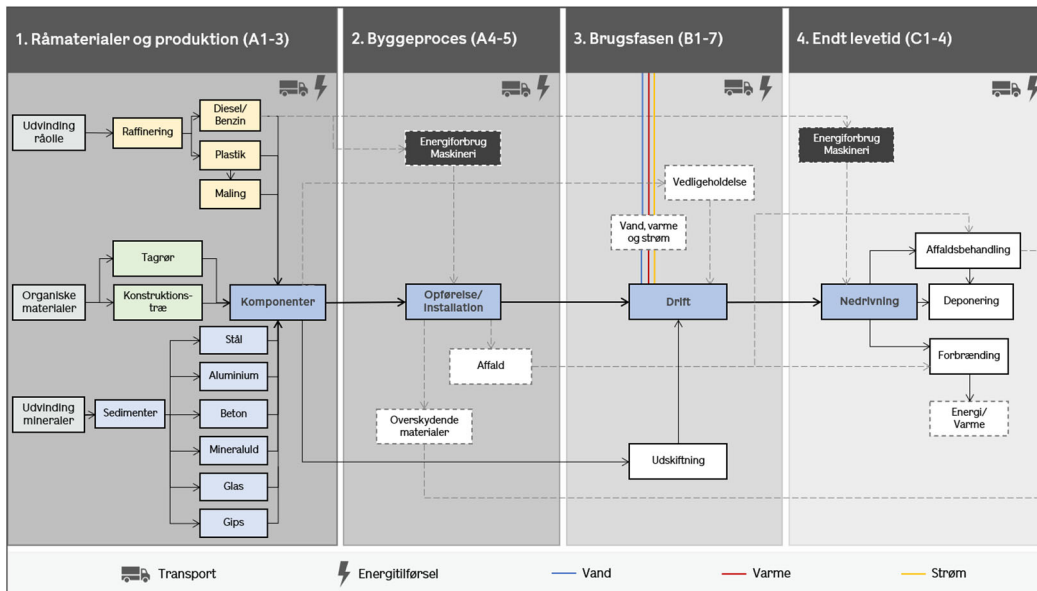 1. Råmaterialer og produktion (A1-3)
2. Byggeproces (A4-5)
3. Brugsfasen (B1-7)
4. Endt levetid (C1-4)
Udvinding
råolle
Raffinering
Diesel/
Benzin
Plastik
Maling
Organiske
materialer
Tagrør
Konstruktions-
træ
Komponenter
Udvinding
mineraler
Sedimenter
Stål
Aluminium
Beton
Mineraluld
Glas
Gips
Energiforbrug
Maskineri
Opførelse/
Installation
Affald
Overskydende
materialer
Vedligeholdelse
Vand, varme
og strøm
Drift
Udskiftning
Energiforbrug
Maskineri
Nedrivning
Affaldsbehandling
Deponering
Forbrænding
Energi/
Varme
Transport
Energitilførsel
Vand
Varme
Strøm